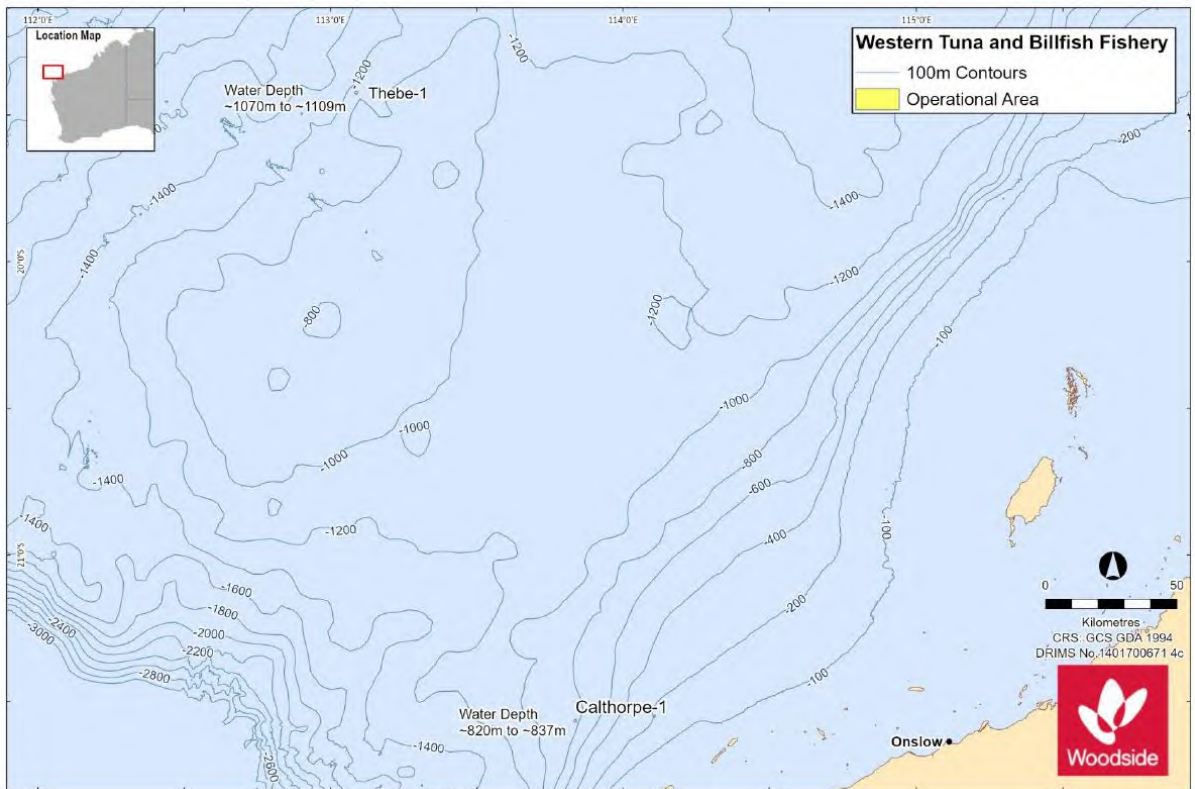 112°0'E
113°0'E
114°0'E
115°0'E
Location Map
Western Tuna and Billfish Fishery
100m Contours
Operational Area
Water Depth
~1070m to ~1109m
Thebe-1
-1200
-1200
-200
-1400
-1400
20°0'S
-1400
-1200
-800
-1200
-100
-1000
-1000
-1000
-800
-1400
-600
-1400
-1200
-100
-400
21°0'S
-1600
-200
-1800
-2400
-2000
-3000
-2200
-2800
-100
0 50
Kilometres
CRS: GCS GDA 1994
DRIMS No.1401700671 4c
Water Depth
~820m to ~837m
Calthorpe-1
-1400
-2600
Onslow
Woodside